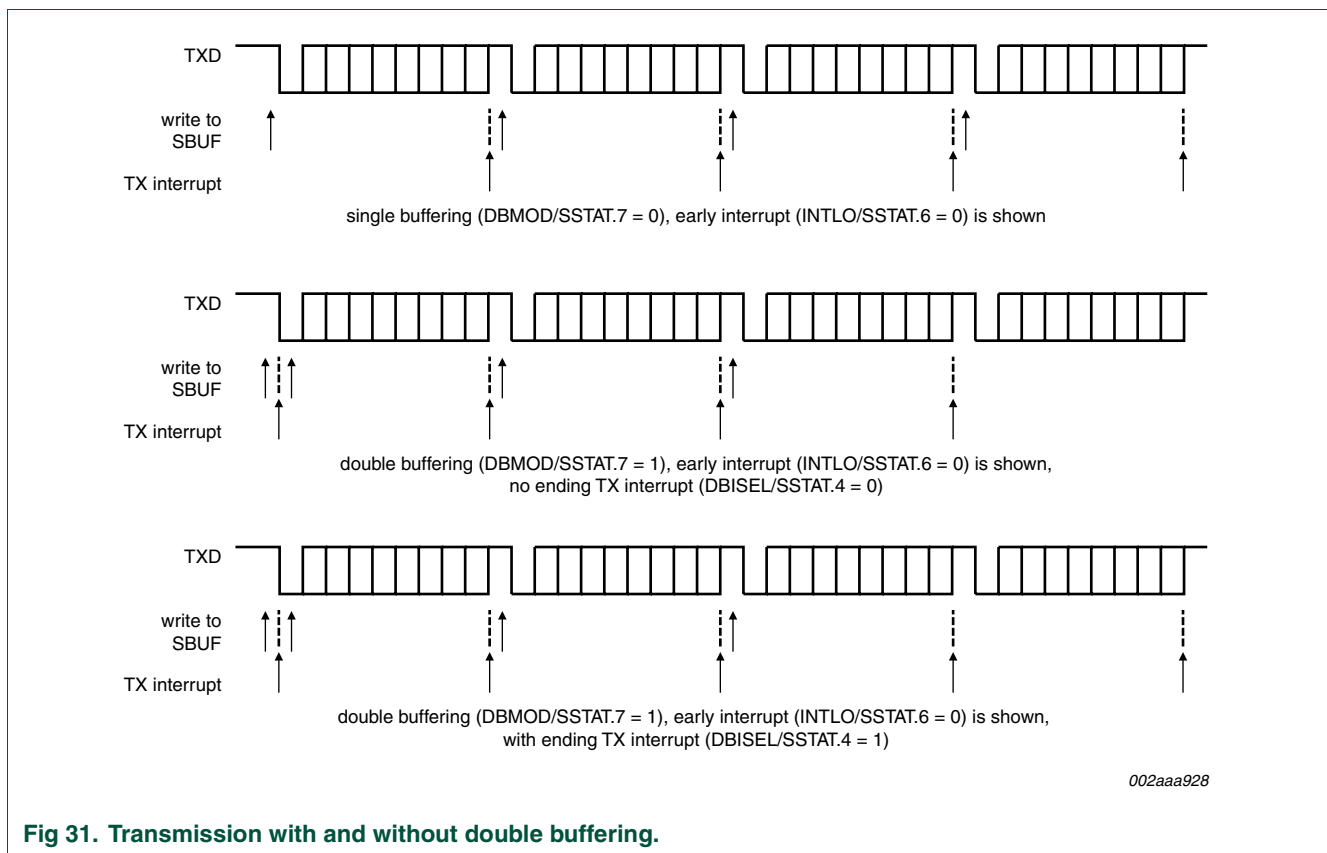 TXD
write to
SBUF
TX interrupt
single buffering (DBMOD/SSTAT.7 = 0), early interrupt (INTLO/SSTAT.6 = 0) is shown
TXD
write to
SBUF
TX interrupt
double buffering (DBMOD/SSTAT.7 = 1), early interrupt (INTLO/SSTAT.6 = 0) is shown,
no ending TX interrupt (DBISEL/SSTAT.4 = 0)
TXD
write to
SBUF
TX interrupt
double buffering (DBMOD/SSTAT.7 = 1), early interrupt (INTLO/SSTAT.6 = 0) is shown,
with ending TX interrupt (DBISEL/SSTAT.4 = 1)
002aaa928
Fig 31. Transmission with and without double buffering.